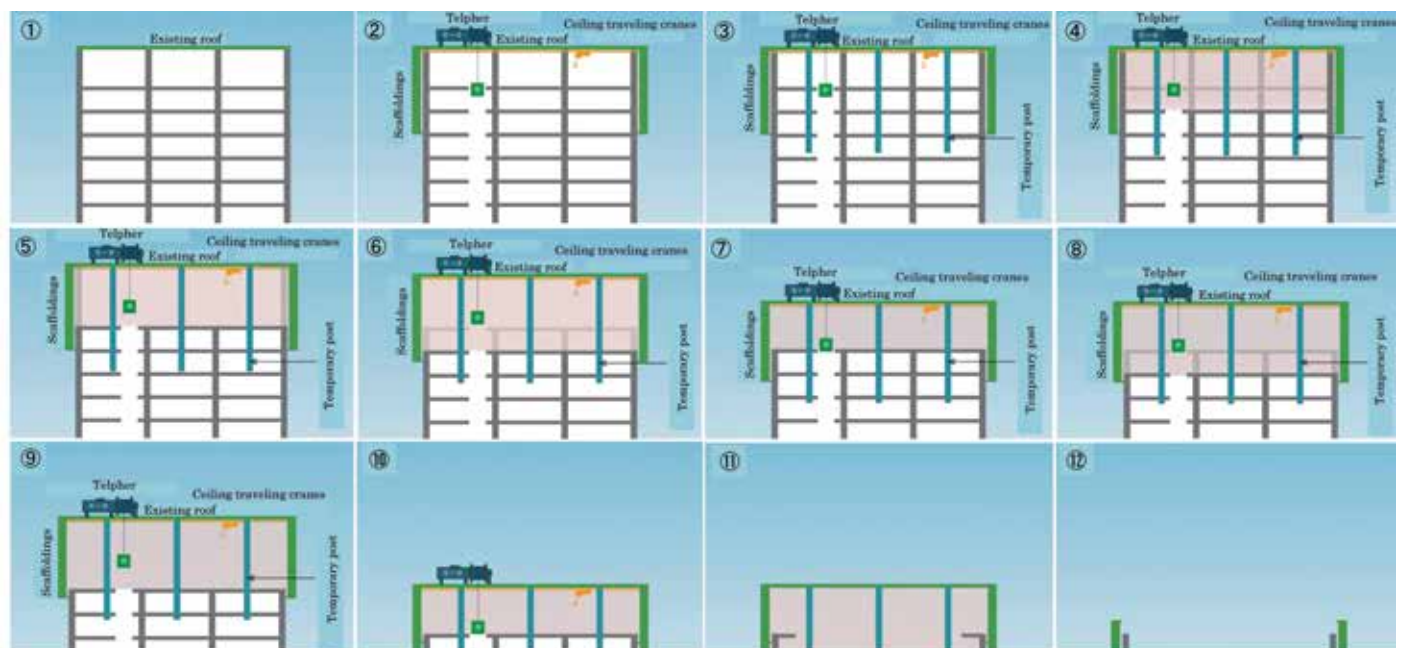 ①
Existing roof
②
Telpher
Ceiling traveling cranes
Existing roof
Scaffoldings
③
Telpher
Ceiling traveling cranes
Existing roof
Scaffoldings
Temporary post
④
Telpher
Ceiling traveling cranes
Existing roof
Scaffoldings
Temporary post
⑤
Telpher
Ceiling traveling cranes
Existing roof
Scaffoldings
Temporary post
⑥
Telpher
Ceiling traveling cranes
Existing roof
Scaffoldings
Temporary post
⑦
Telpher
Ceiling traveling cranes
Existing roof
Scaffoldings
Temporary post
⑧
Telpher
Ceiling traveling cranes
Existing roof
Scaffoldings
Temporary post
⑨
Telpher
Ceiling traveling cranes
Existing roof
Scaffoldings
Temporary post
⑩
⑪
⑫